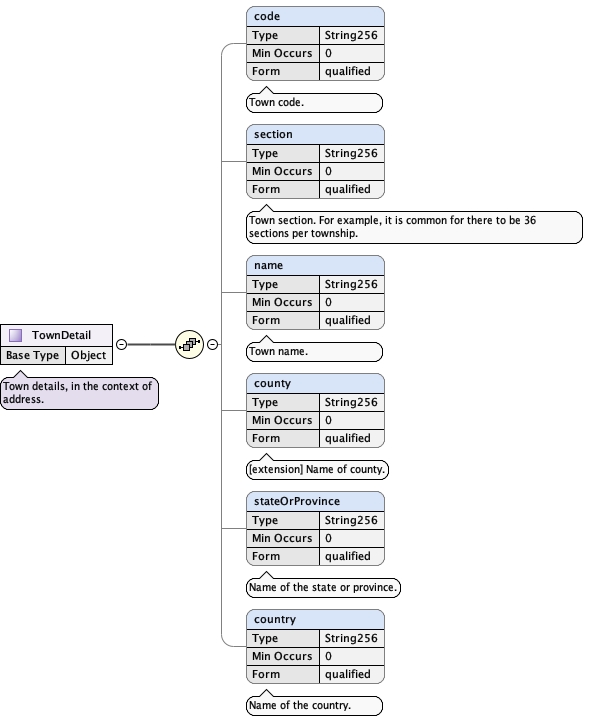 code
Type String256
Min Occurs 0
Form qualified
Town code.
section
Type String256
Min Occurs 0
Form qualified
Town section. For example, it is common for there to be 36
sections per township.
name
Type String256
Min Occurs 0
Form qualified
Town name.
TownDetail
Base Type Object
Town details, in the context of
address.
county
Type String256
Min Occurs 0
Form qualified
[extension] Name of county.
stateOrProvince
Type String256
Min Occurs 0
Form qualified
Name of the state or province.
country
Type String256
Min Occurs 0
Form qualified
Name of the country.